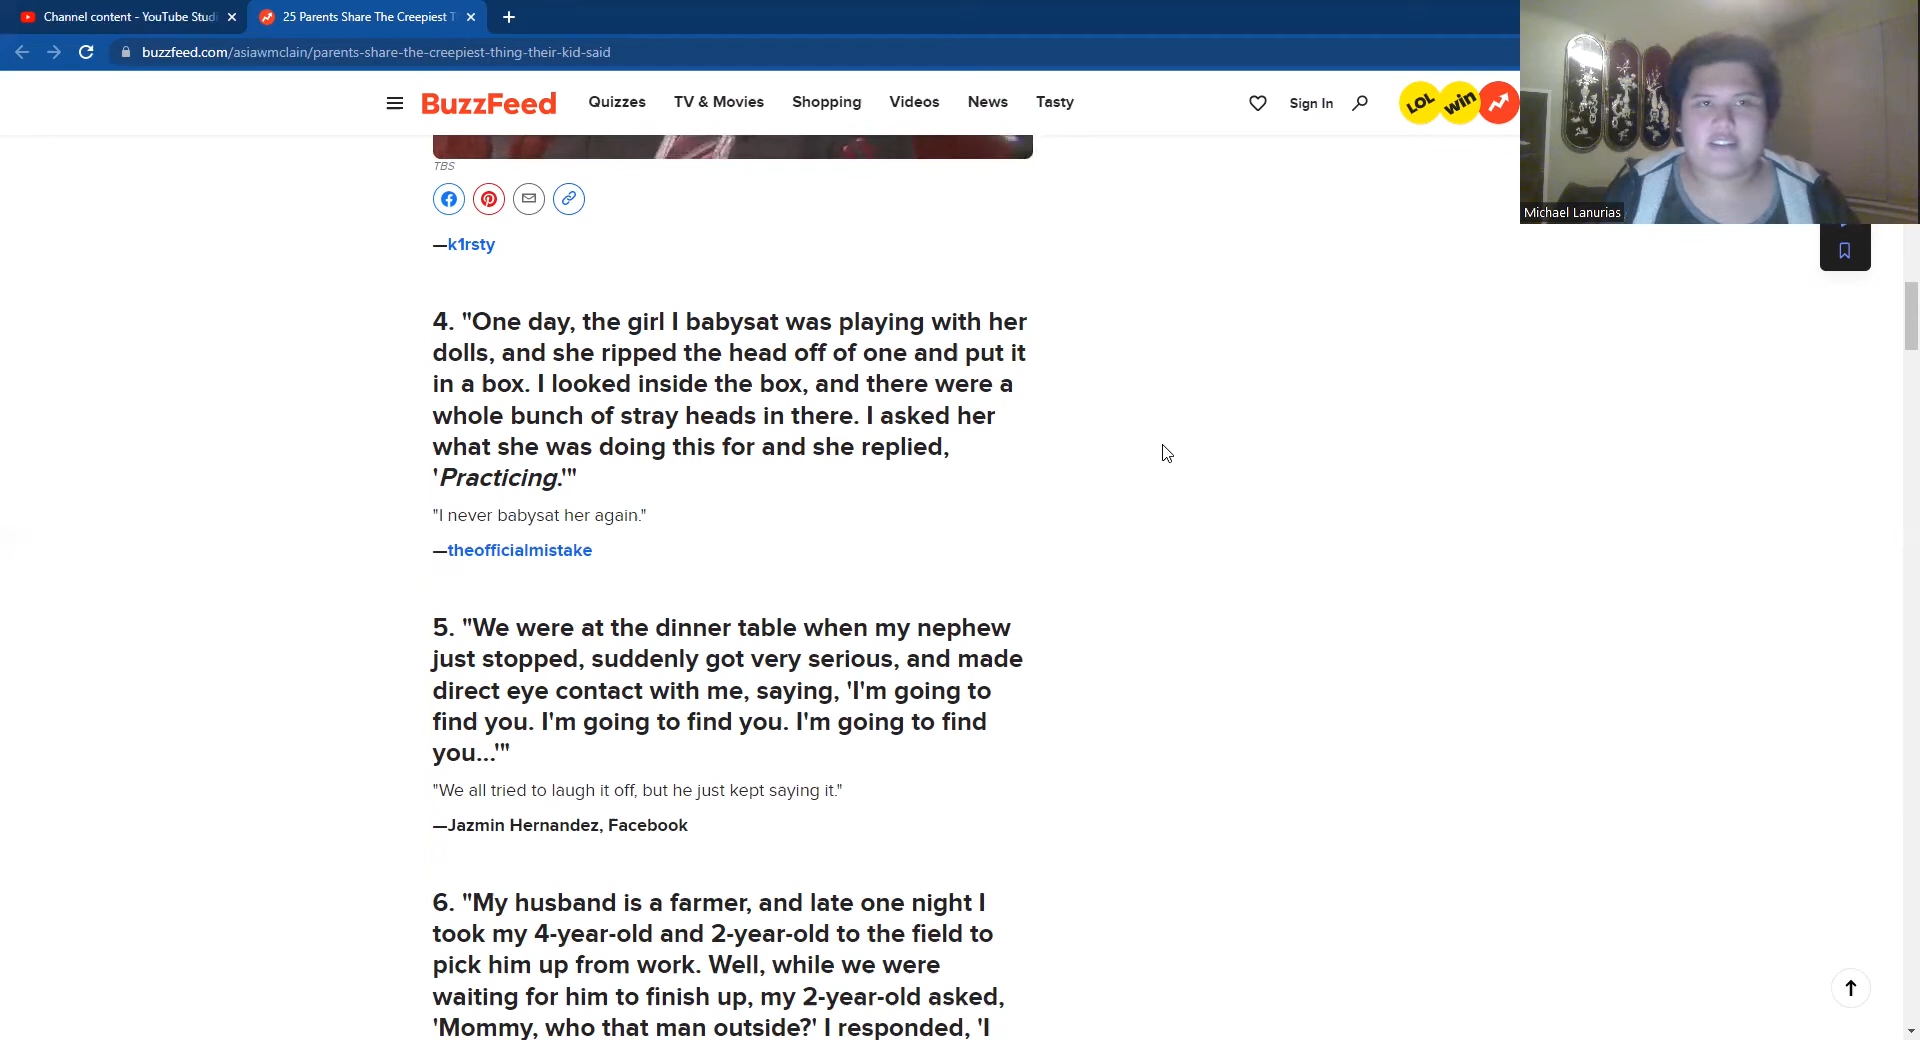 Channel content - YouTube Studi
25 Parents Share The Creepiest T
buzzfeed.com/asiawmclain/parents-share-the-creepiest-thing-their-kid-said
BuzzFeed
Quizzes
TV & Movies
Shopping
Videos
News
Tasty
Sign In
LOL
win
Michael Lanurias
TBS
—k1rsty
4. "One day, the girl I babysat was playing with her
dolls, and she ripped the head off of one and put it
in a box. I looked inside the box, and there were a
whole bunch of stray heads in there. I asked her
what she was doing this for and she replied,
'Practicing.'"
"I never babysat her again."
—theofficialmistake
5. "We were at the dinner table when my nephew
just stopped, suddenly got very serious, and made
direct eye contact with me, saying, 'I'm going to
find you. I'm going to find you. I'm going to find
you...'"
"We all tried to laugh it off, but he just kept saying it."
—Jazmin Hernandez, Facebook
6. "My husband is a farmer, and late one night I
took my 4-year-old and 2-year-old to the field to
pick him up from work. Well, while we were
waiting for him to finish up, my 2-year-old asked,
'Mommy, who that man outside?' I responded, 'I